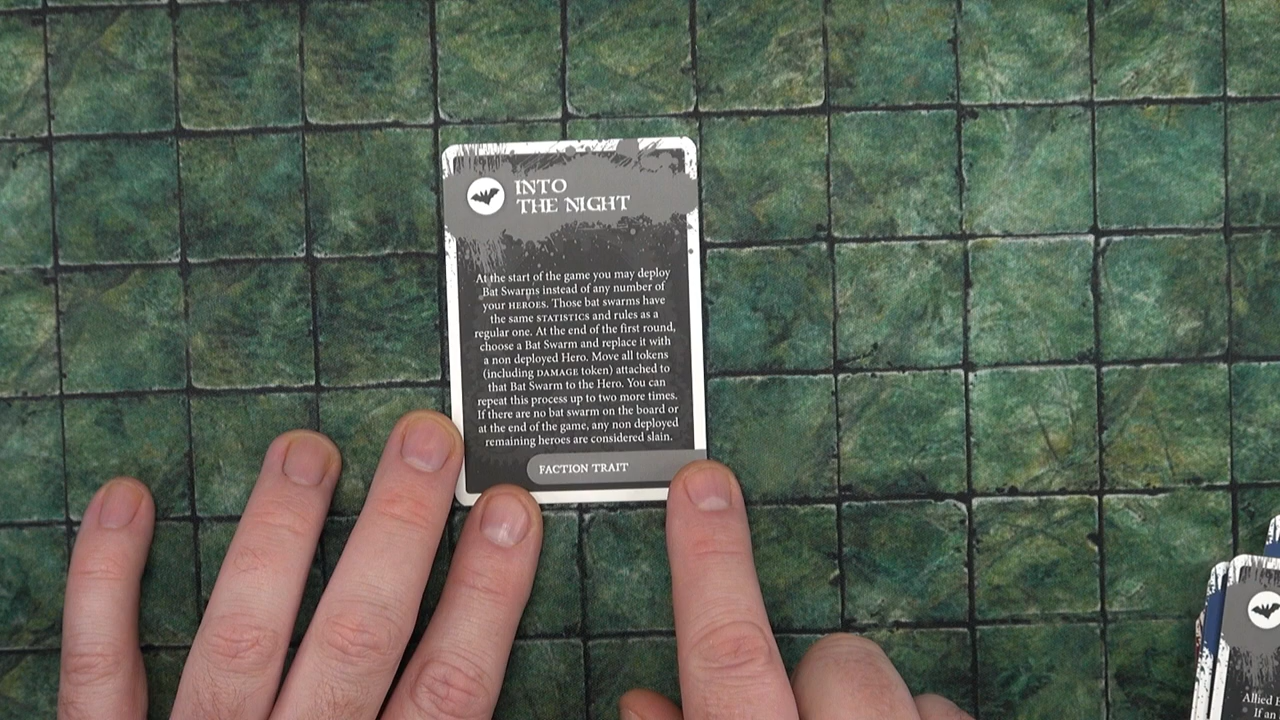 INTO
THE NIGHT
At the start of the game you may deploy
Bat Swarms instead of any number of
your HEROES. Those bat swarms have
the same STATISTICS and rules as a
regular one. At the end of the first round,
choose a Bat Swarm and replace it with
a non deployed Hero. Move all tokens
(including DAMAGE token) attached to
that Bat Swarm to the Hero. You can
repeat this process up to two more times.
If there are no bat swarm on the board or
at the end of the game, any non deployed
remaining heroes are considered slain.
FACTION TRAIT
Allied
If an